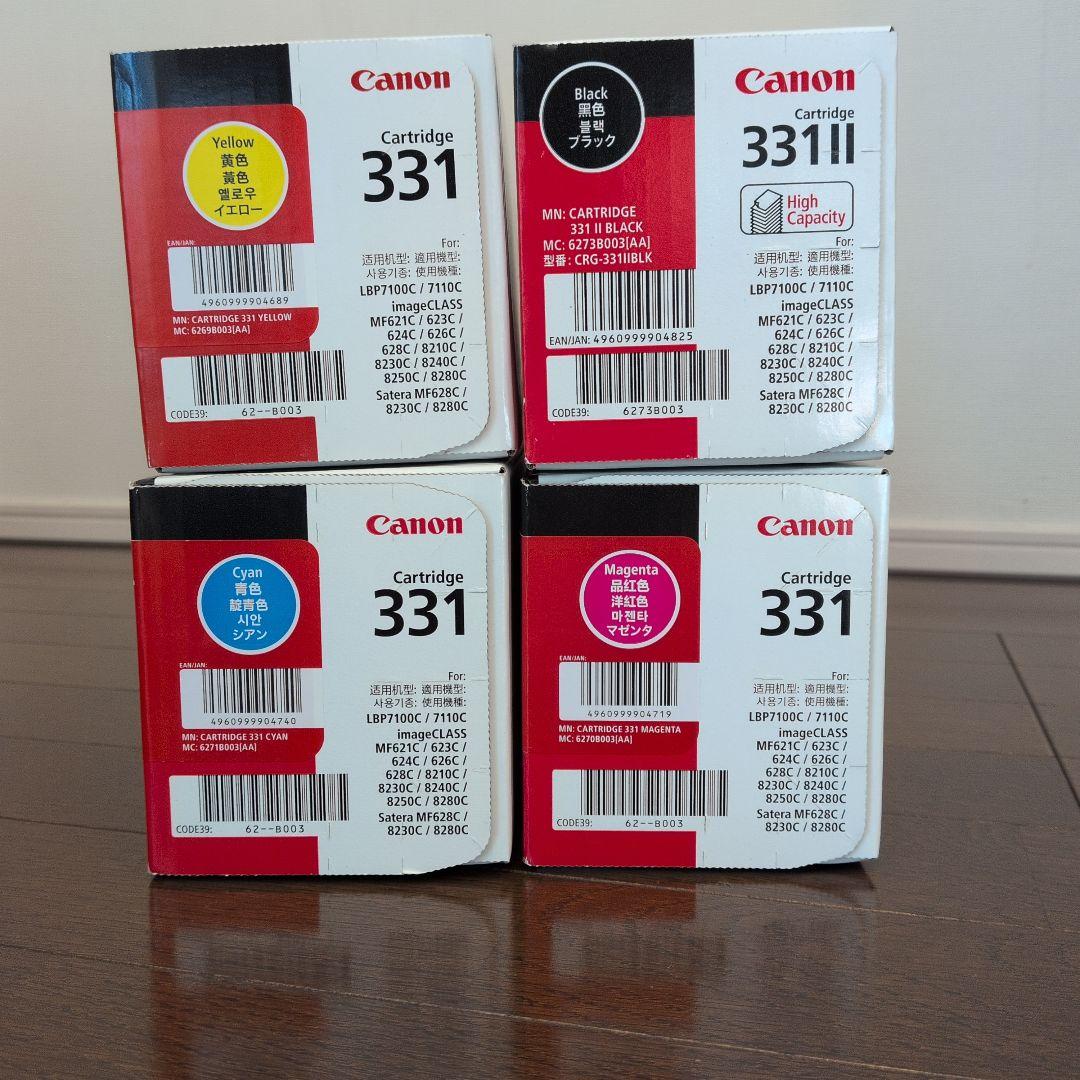 Canon
Cartridge
331
Yellow
黄色
黃色
옐로우
イエロー
EAN/JAN:
4960999904689
MN: CARTRIDGE 331 YELLOW
MC: 6269B003[AA]
CODE39: 62--B003
For:
适用机型: 適用機型:
사용기종: 使用機種:
LBP7100C / 7110C
imageCLASS
MF621C / 623C /
624C / 626C /
628C / 8210C /
8230C / 8240C /
8250C / 8280C
Satera MF628C /
8230C / 8280C
Canon
Cartridge
331II
High
Capacity
Black
黑色
블랙
ブラック
MN: CARTRIDGE
331 II BLACK
MC: 6273B003[AA]
型番: CRG-331IIBLK
EAN/JAN: 4960999904825
CODE39: 6273B003
For:
适用机型: 適用機型:
사용기종: 使用機種:
LBP7100C / 7110C
imageCLASS
MF621C / 623C /
624C / 626C /
628C / 8210C /
8230C / 8240C /
8250C / 8280C
Satera MF628C /
8230C / 8280C
Canon
Cartridge
331
Cyan
青色
靛青色
시안
シアン
EAN/JAN:
4960999904740
MN: CARTRIDGE 331 CYAN
MC: 6271B003[AA]
CODE39: 62--B003
For:
适用机型: 適用機型:
사용기종: 使用機種:
LBP7100C / 7110C
imageCLASS
MF621C / 623C /
624C / 626C /
628C / 8210C /
8230C / 8240C /
8250C / 8280C
Satera MF628C /
8230C / 8280C
Canon
Cartridge
331
Magenta
品红色
洋紅色
마젠타
マゼンタ
EAN/JAN:
4960999904719
MN: CARTRIDGE 331 MAGENTA
MC: 6270B003[AA]
CODE39: 62--B003
For:
适用机型: 適用機型:
사용기종: 使用機種:
LBP7100C / 7110C
imageCLASS
MF621C / 623C /
624C / 626C /
628C / 8210C /
8230C / 8240C /
8250C / 8280C
Satera MF628C /
8230C / 8280C